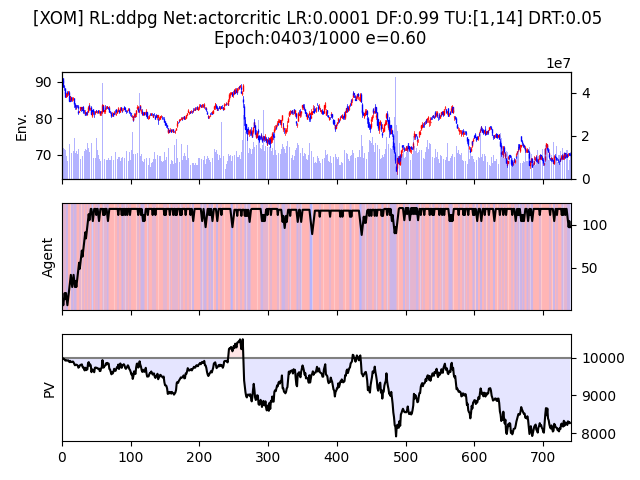 [XOM] RL:ddpg Net:actorcritic LR:0.0001 DF:0.99 TU:[1,14] DRT:0.05
Epoch:0403/1000 e=0.60
1e7
90
80
70
Env.
4
2
0
Agent
100
50
PV
10000
9000
8000
0 100 200 300 400 500 600 700